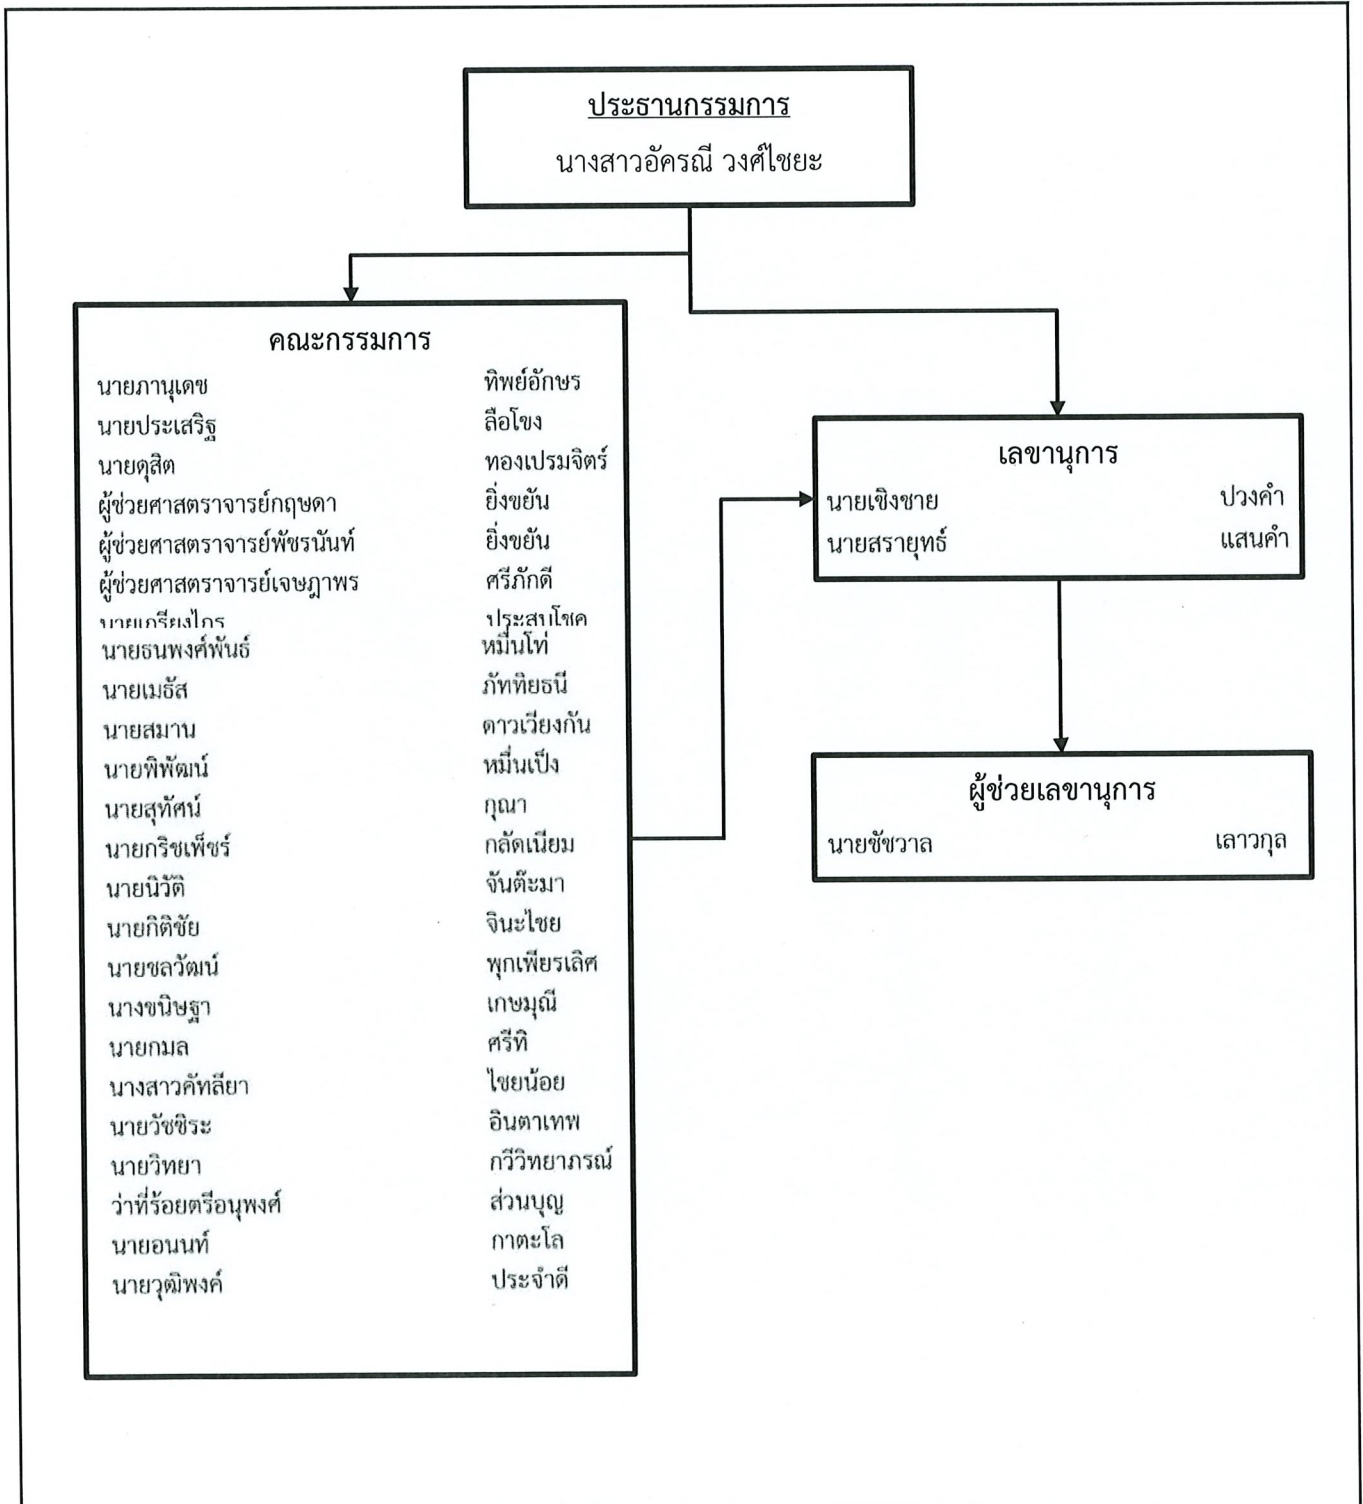 ประธานกรรมการ
นางสาวอัครณี วงศ์ไชยะ
คณะกรรมการ
นายภานุเดช ทิพย์อักษร
นายประเสริฐ ลือโขง
นายดุสิต ทองเปรมจิตร์
ผู้ช่วยศาสตราจารย์กฤษดา ยิ่งขยัน
ผู้ช่วยศาสตราจารย์พัชรนันท์ ยิ่งขยัน
ผู้ช่วยศาสตราจารย์เจษฎาพร ศรีภักดี
นายเกรียงไกร ประสบโชค
นายธนพงศ์พันธ์ หมื่นโท่
นายเมธัส ภัททิยธนี
นายสมาน ดาวเวียงกัน
นายพิพัฒน์ หมื่นเป็ง
นายสุทัศน์ กุณา
นายกริชเพ็ชร์ กลัดเนียม
นายนิวัติ จันต๊ะมา
นายกิติชัย จินะไชย
นายชลวัฒน์ พุกเพียรเลิศ
นางขนิษฐา เกษมุณี
นายกมล ศรีทิ
นางสาวคัทลียา ไชยน้อย
นายวัชชิระ อินตาเทพ
นายวิทยา กวีวิทยาภรณ์
ว่าที่ร้อยตรีอนุพงศ์ ส่วนบุญ
นายอนนท์ กาตะโล
นายวุฒิพงค์ ประจำดี
เลขานุการ
นายเชิงชาย ปวงคำ
นายสรายุทธ์ แสนคำ
ผู้ช่วยเลขานุการ
นายชัชวาล เลาวกุล